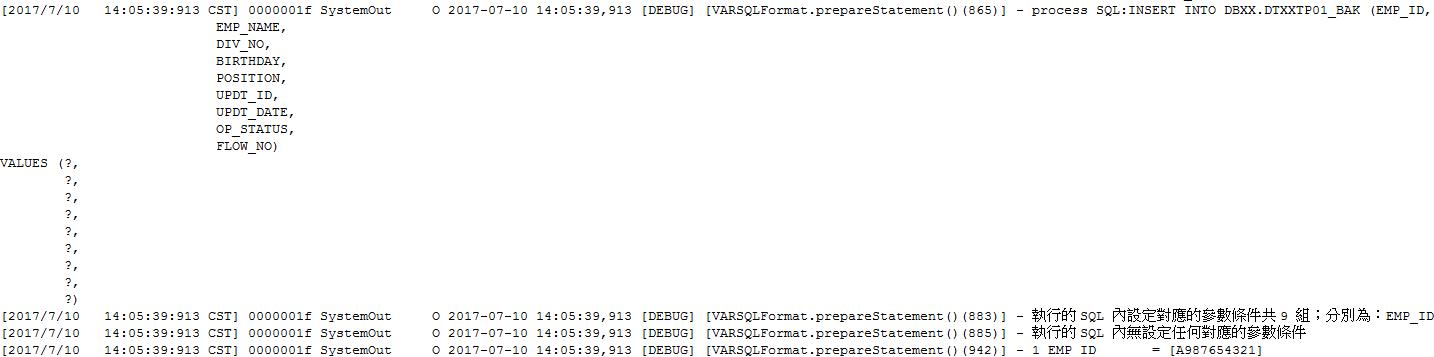 [2017/7/10   14:05:39:913 CST] 0000001f SystemOut     O 2017-07-10 14:05:39,913 [DEBUG] [VARSQLFormat.prepareStatement()(865)] - process SQL:INSERT INTO DBXX.DTXXTP01_BAK (EMP_ID,
EMP_NAME,
DIV_NO,
BIRTHDAY,
POSITION,
UPDT_ID,
UPDT_DATE,
OP_STATUS,
FLOW_NO)
VALUES (?,
?,
?,
?,
?,
?,
?,
?,
?)
[2017/7/10   14:05:39:913 CST] 0000001f SystemOut     O 2017-07-10 14:05:39,913 [DEBUG] [VARSQLFormat.prepareStatement()(883)] - 執行的 SQL 內設定對應的參數條件共 9 組；分別為：EMP_ID
[2017/7/10   14:05:39:913 CST] 0000001f SystemOut     O 2017-07-10 14:05:39,913 [DEBUG] [VARSQLFormat.prepareStatement()(885)] - 執行的 SQL 內無設定任何對應的參數條件
[2017/7/10   14:05:39:913 CST] 0000001f SystemOut     O 2017-07-10 14:05:39,913 [DEBUG] [VARSQLFormat.prepareStatement()(942)] - 1 EMP ID       = [A987654321]